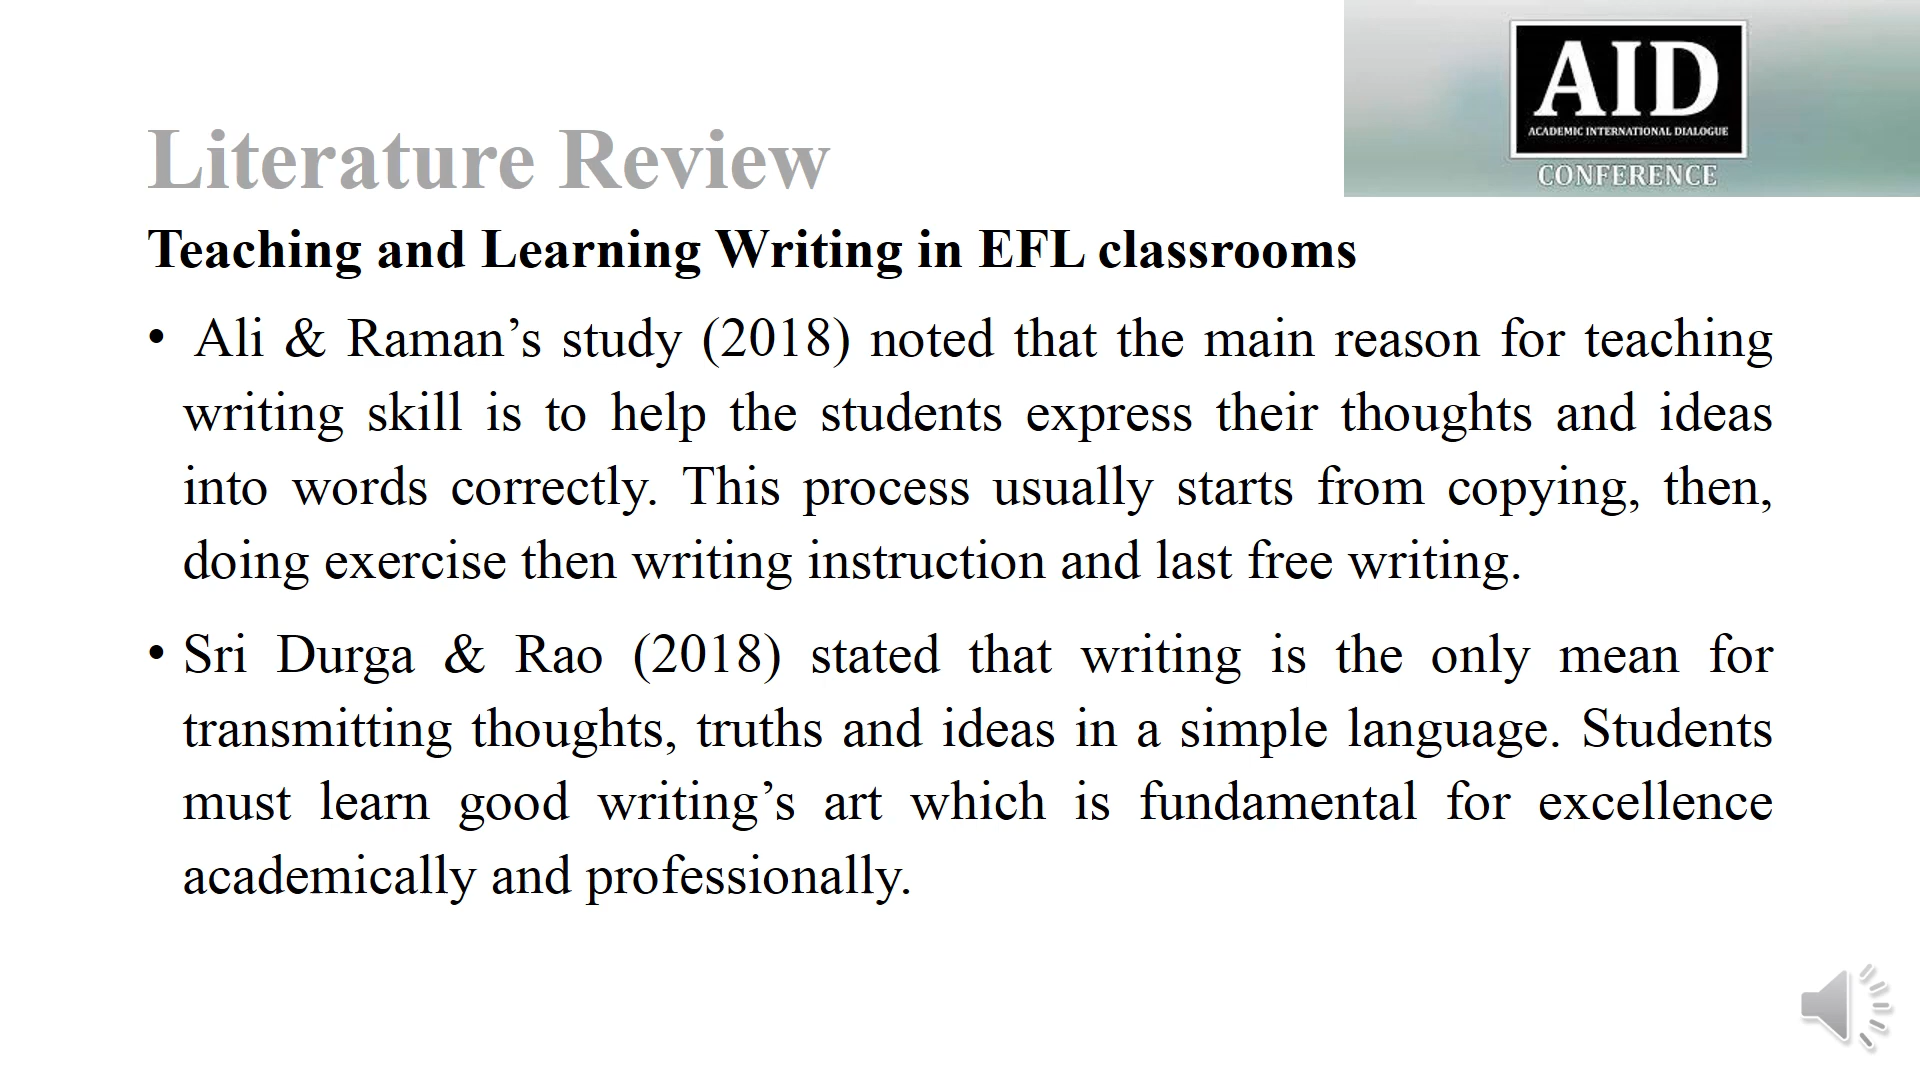 AID
ACADEMIC INTERNATIONAL DIALOGUE
CONFERENCE
Literature Review
Teaching and Learning Writing in EFL classrooms
• Ali & Raman’s study (2018) noted that the main reason for teaching
writing skill is to help the students express their thoughts and ideas
into words correctly. This process usually starts from copying, then,
doing exercise then writing instruction and last free writing.
• Sri Durga & Rao (2018) stated that writing is the only mean for
transmitting thoughts, truths and ideas in a simple language. Students
must learn good writing’s art which is fundamental for excellence
academically and professionally.